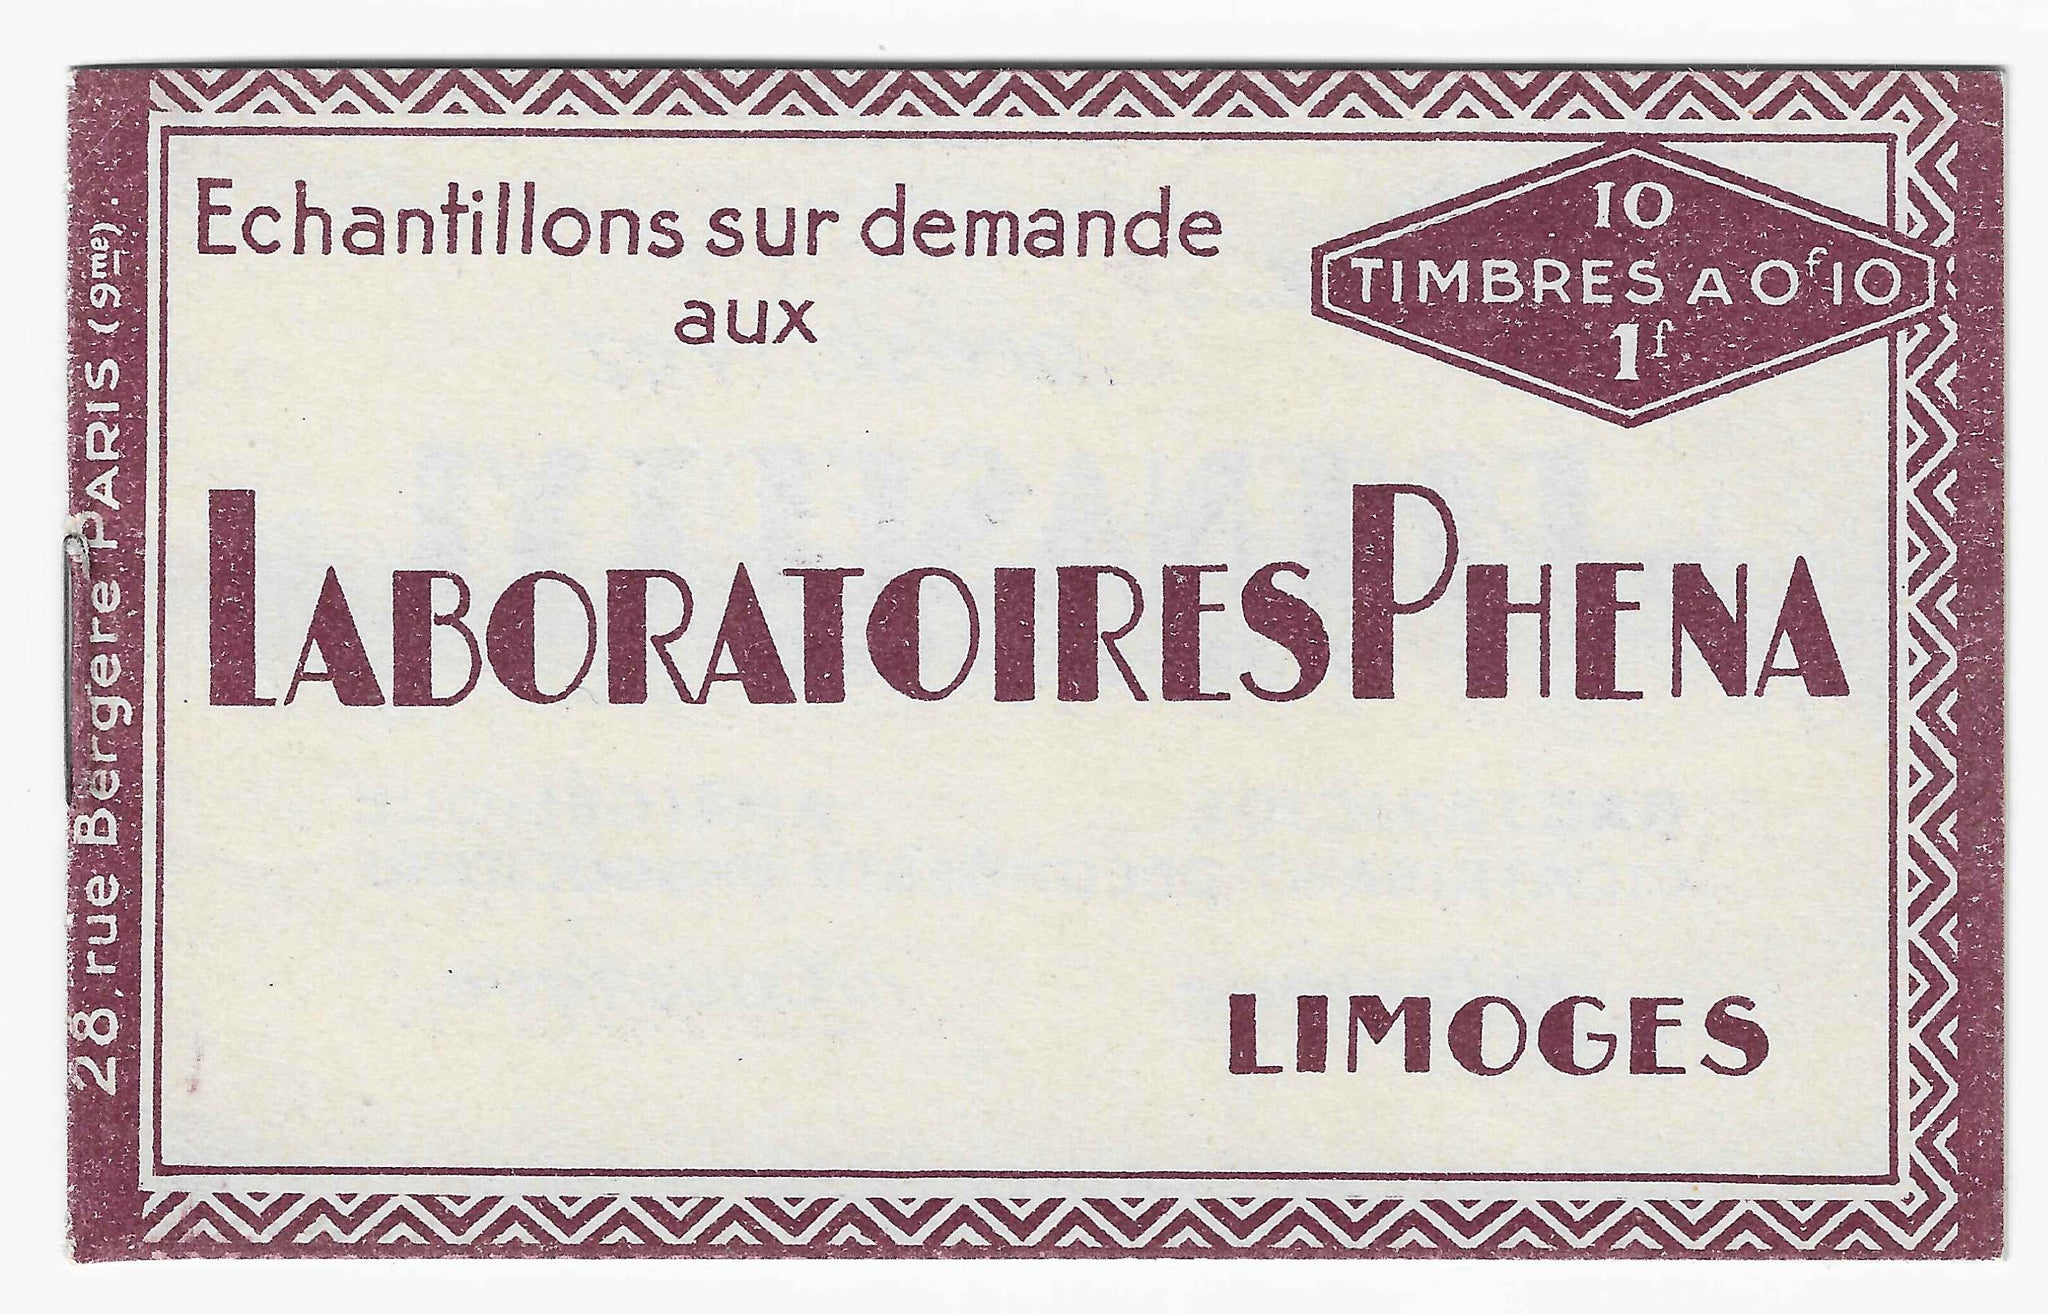 Echantillons sur demande
aux
LABORATOIRES PHENA
LIMOGES
10
TIMBRES A 0f10
1f
28, rue Bergère PARIS (9me).